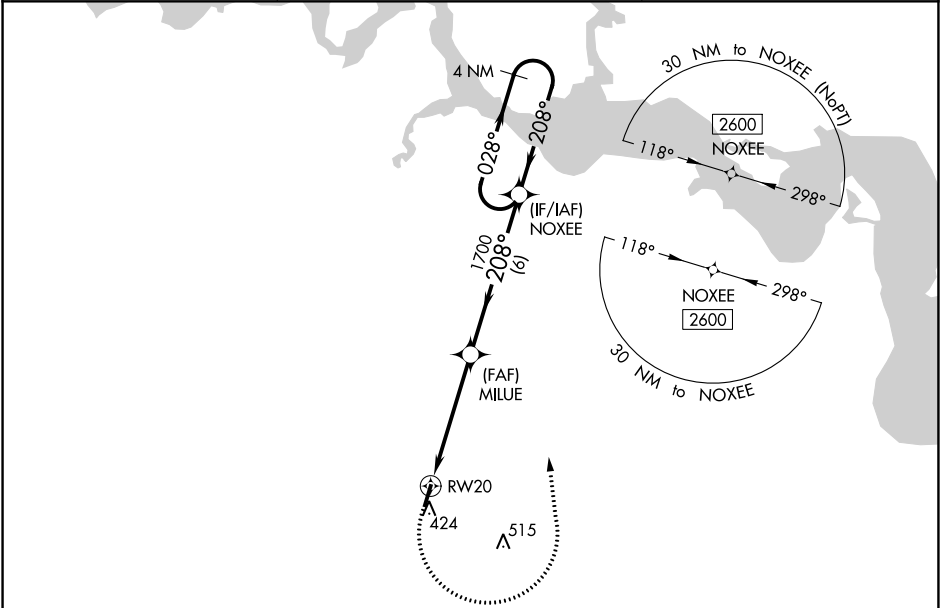 4 NM
028°
208°
(IF/IAF)
NOXEE
1700
208°
(6)
(FAF)
MILUE
RW20
424
515
30 NM to NOXEE (NoPT)
2600
NOXEE
118°
298°
118°
298°
NOXEE
2600
30 NM to NOXEE